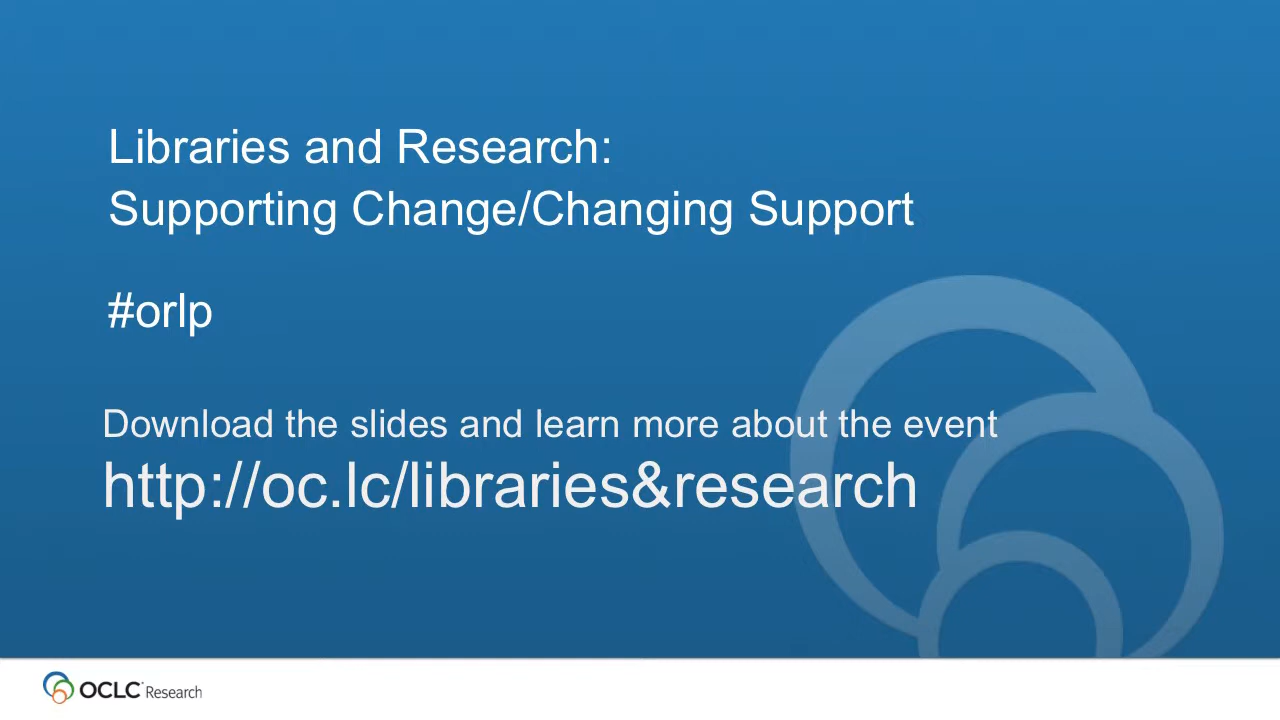 Libraries and Research:
Supporting Change/Changing Support
#orlp
Download the slides and learn more about the event
http://oc.lc/libraries&research
OCLC Research